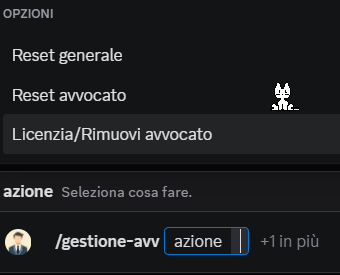 OPZIONI
Reset generale
Reset avvocato
Licenzia/Rimuovi avvocato
azione Seleziona cosa fare.
/gestione-avv azione +1 in più